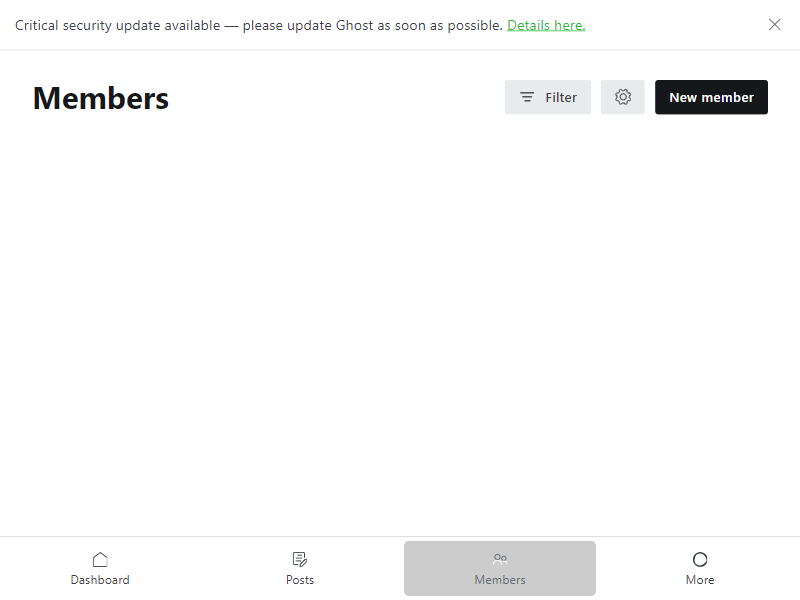 Critical security update available — please update Ghost as soon as possible. Details here.
Members
Filter
New member
Dashboard
Posts
Members
More